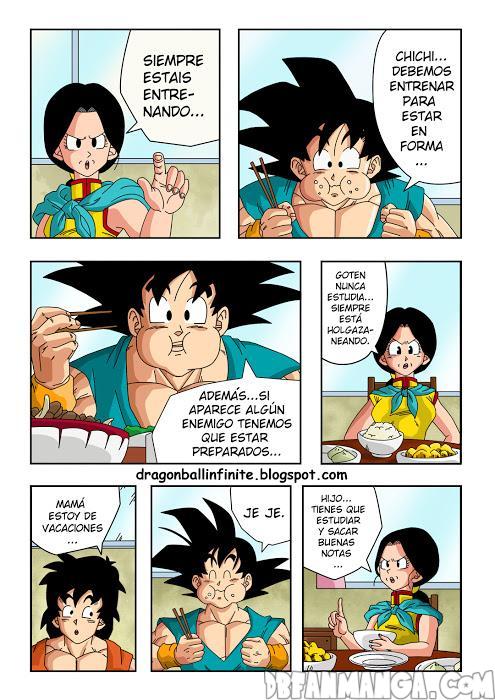 SIEMPRE
ESTAIS
ENTRE-
NANDO...
CHICHI...
DEBEMOS
ENTRENAR
PARA
ESTAR
EN
FORMA
...
ADEMÁS...SI
APARECE ALGÚN
ENEMIGO TENEMOS
QUE ESTAR
PREPARADOS...
GOTEN
NUNCA
ESTUDIA...
SIEMPRE
ESTÁ
HOLGAZA-
NEANDO.
dragonballinfinite.blogspot.com
MAMÁ
ESTOY DE
VACACIONES
...
JE JE.
HIJO...
TIENES QUE
ESTUDIAR
Y SACAR
BUENAS
NOTAS
...
DBFANMANGA.COM